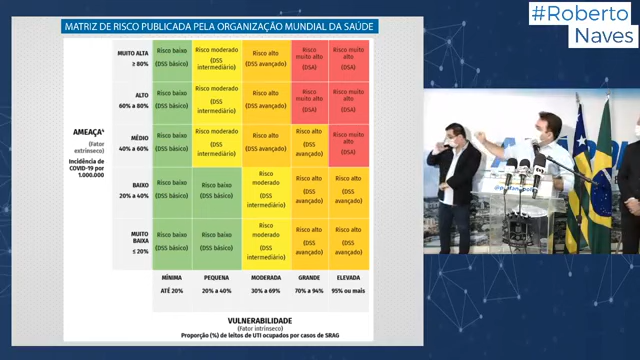 #Roberto
Naves
MATRIZ DE RISCO PUBLICADA PELA ORGANIZAÇÃO MUNDIAL DA SAÚDE
AMEAÇA⁴
(Fator
extrínseco)
Incidência de
COVID-19 por
1.000.000
MUITO ALTA
≥ 80%
Risco baixo
(DSS básico)
Risco moderado
(DSS
intermediário)
Risco alto
(DSS avançado)
Risco
muito alto
(DSA)
Risco muito
alto
(DSA)
ALTO
60% a 80%
Risco baixo
(DSS básico)
Risco moderado
(DSS
intermediário)
Risco alto
(DSS avançado)
Risco
muito alto
(DSA)
Risco muito
alto
(DSA)
MÉDIO
40% a 60%
Risco baixo
(DSS básico)
Risco moderado
(DSS
intermediário)
Risco alto
(DSS avançado)
Risco alto
(DSS
avançado)
Risco muito
alto
(DSA)
BAIXO
20% a 40%
Risco baixo
(DSS básico)
Risco baixo
(DSS básico)
Risco
moderado
(DSS
intermediário)
Risco alto
(DSS
avançado)
Risco alto
(DSS
avançado)
MUITO
BAIXA
≤ 20%
Risco baixo
(DSS básico)
Risco baixo
(DSS básico)
Risco
moderado
(DSS
intermediário)
Risco alto
(DSS
avançado)
Risco alto
(DSS
avançado)
MÍNIMA
ATÉ 20%
PEQUENA
20% a 40%
MODERADA
30% a 69%
GRANDE
70% a 94%
ELEVADA
95% ou mais
VULNERABILIDADE
(Fator intrínseco)
Proporção (%) de leitos de UTI ocupados por casos de SRAG